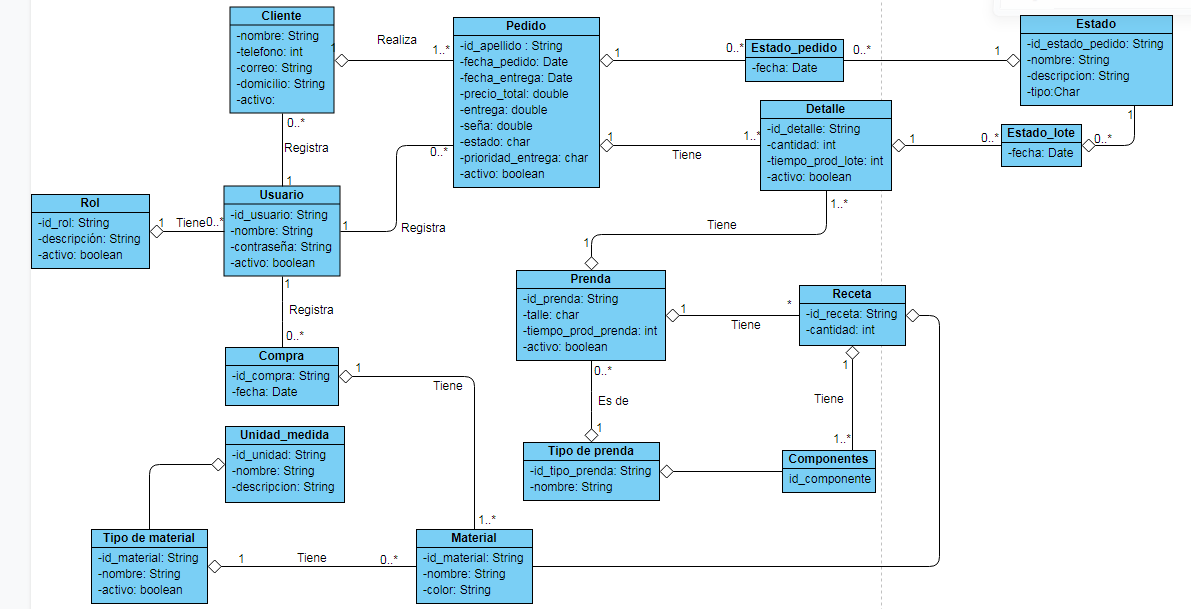 Cliente
-nombre: String
-telefono: int
-correo: String
-domicilio: String
-activo:
1
Realiza
1..*
Pedido
-id_apellido : String
-fecha_pedido: Date
-fecha_entrega: Date
-precio_total: double
-entrega: double
-seña: double
-estado: char
-prioridad_entrega: char
-activo: boolean
1
0..*
Estado_pedido
-fecha: Date
0..*
1
Estado
-id_estado_pedido: String
-nombre: String
-descripcion: String
-tipo:Char
1
1
Tiene
1..*
Detalle
-id_detalle: String
-cantidad: int
-tiempo_prod_lote: int
-activo: boolean
1
0..*
Estado_lote
-fecha: Date
0..*
0..*
Registra
1
0..*
Rol
-id_rol: String
-descripción: String
-activo: boolean
1
Tiene
0..*
Usuario
-id_usuario: String
-nombre: String
-contraseña: String
-activo: boolean
1
Registra
1..*
Tiene
1
1
Registra
0..*
Prenda
-id_prenda: String
-talle: char
-tiempo_prod_prenda: int
-activo: boolean
1
*
Tiene
Receta
-id_receta: String
-cantidad: int
Compra
-id_compra: String
-fecha: Date
1
Tiene
0..*
Es de
1
1
Tiene
1..*
Unidad_medida
-id_unidad: String
-nombre: String
-descripcion: String
Tipo de prenda
-id_tipo_prenda: String
-nombre: String
Componentes
id_componente
1..*
Tipo de material
-id_material: String
-nombre: String
-activo: boolean
1
Tiene
0..*
Material
-id_material: String
-nombre: String
-color: String